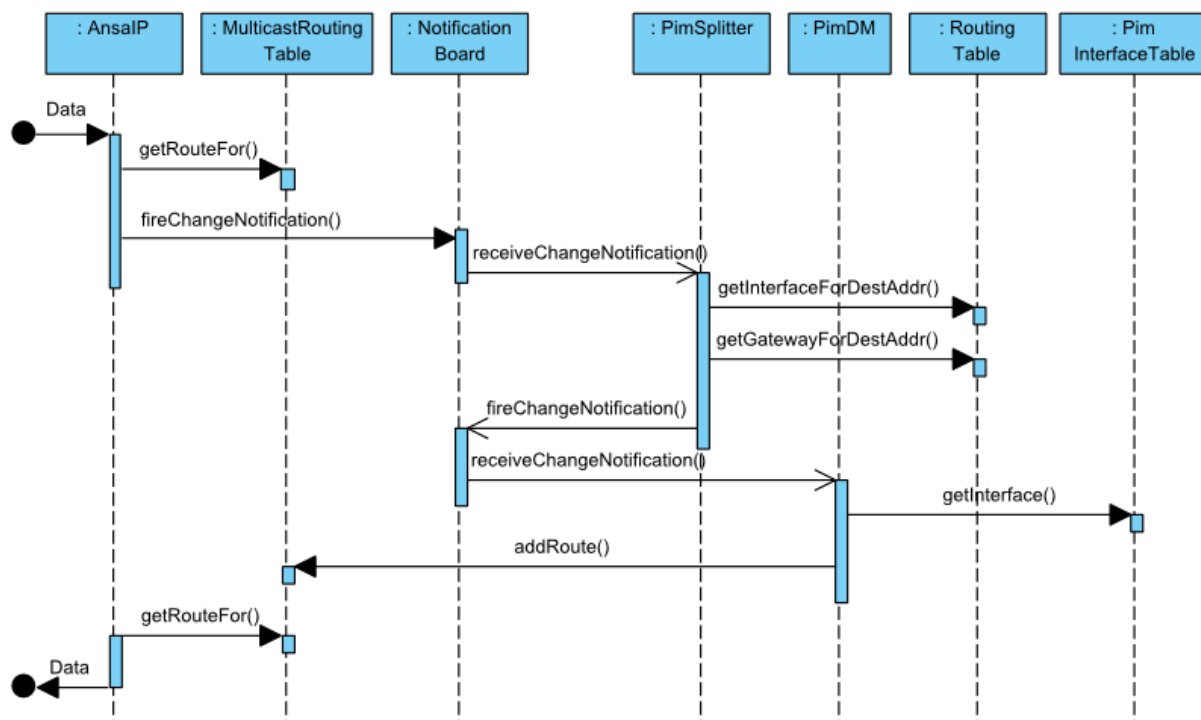 : AnsaIP
: MulticastRouting
Table
: Notification
Board
: PimSplitter
: PimDM
: Routing
Table
: Pim
InterfaceTable
Data
getRouteFor()
fireChangeNotification()
receiveChangeNotification()
getInterfaceForDestAddr()
getGatewayForDestAddr()
fireChangeNotification()
receiveChangeNotification()
getInterface()
addRoute()
getRouteFor()
Data